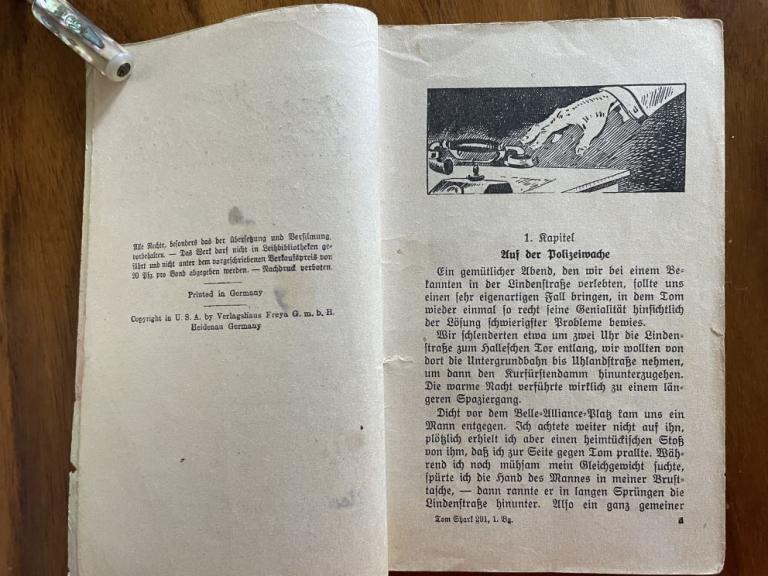 Alle Rechte, besonders das der Übersetzung und Verfilmung,
vorbehalten. — Das Werk darf nicht in Leihbibliotheken ge-
führt und nicht unter dem vorgeschriebenen Verkaufspreis von
20 Pfg. pro Band abgegeben werden. — Nachdruck verboten.
Printed in Germany
Copyright in U. S. A. by Verlagshaus Freya G. m. b. H.
Heidenau Germany
1. Kapitel
Auf der Polizeiwache
Ein gemütlicher Abend, den wir bei einem Be-
kannten in der Lindenstraße verlebten, sollte uns
einen sehr eigenartigen Fall bringen, in dem Tom
wieder einmal so recht seine Genialität hinsichtlich
der Lösung schwierigster Probleme bewies.
Wir schlenderten etwa um zwei Uhr die Linden-
straße zum Halleschen Tor entlang, wir wollten von
dort die Untergrundbahn bis Uhlandstraße nehmen,
um dann den Kurfürstendamm hinunterzugehen.
Die warme Nacht verführte wirklich zu einem län-
geren Spaziergang.
Dicht vor dem Belle-Alliance-Platz kam uns ein
Mann entgegen. Ich achtete weiter nicht auf ihn,
plötzlich erhielt ich aber einen heimtückischen Stoß
von ihm, daß ich zur Seite gegen Tom prallte. Wäh-
rend ich noch mühsam mein Gleichgewicht suchte,
spürte ich die Hand des Mannes in meiner Brust-
tasche, — dann rannte er in langen Sprüngen die
Lindenstraße hinunter. Also ein ganz gemeiner
Tom Shark 201, 1. Bg.